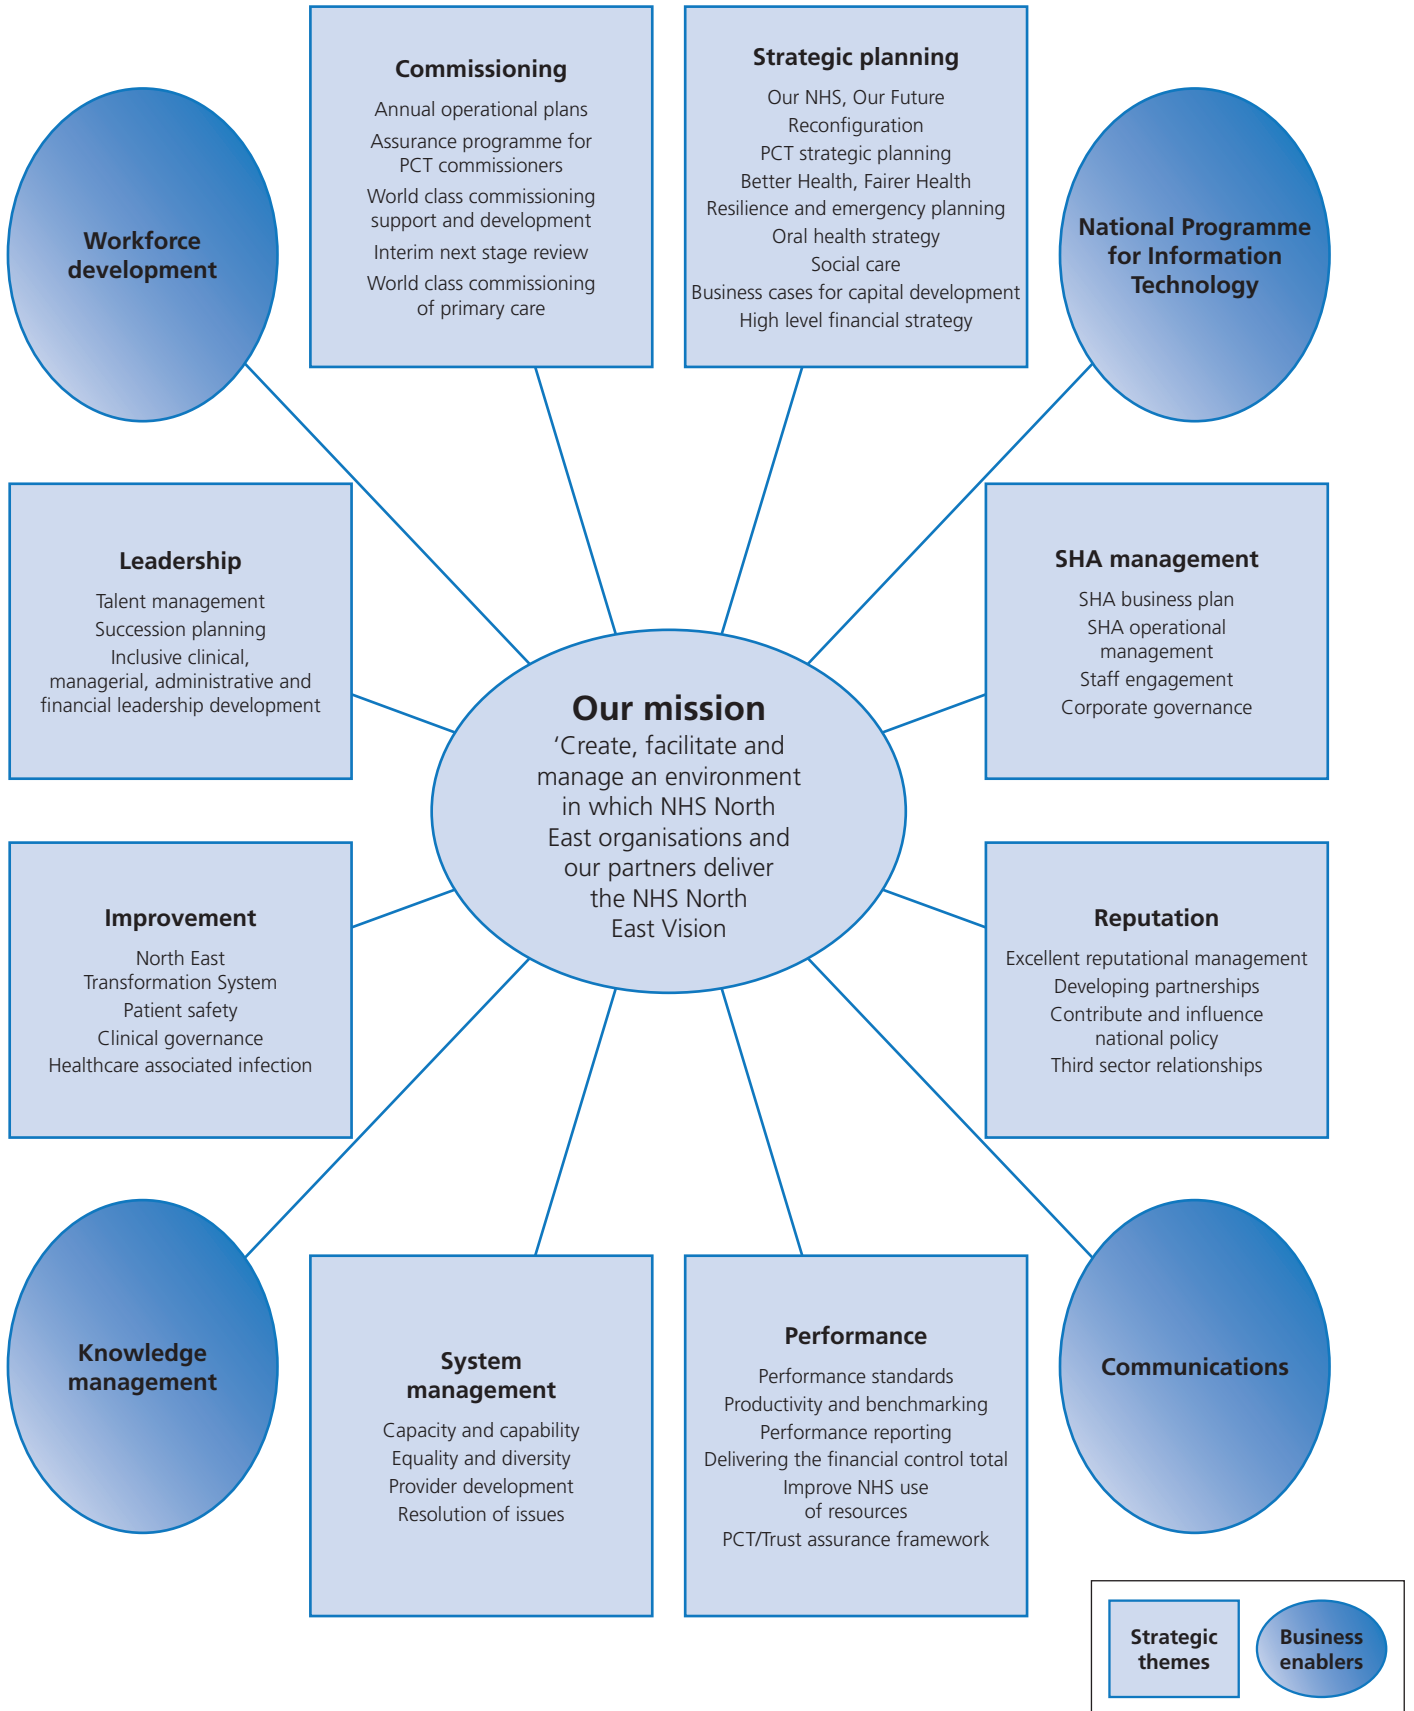 Commissioning
Annual operational plans
Assurance programme for
PCT commissioners
World class commissioning
support and development
Interim next stage review
World class commissioning
of primary care
Strategic planning
Our NHS, Our Future
Reconfiguration
PCT strategic planning
Better Health, Fairer Health
Resilience and emergency planning
Oral health strategy
Social care
Business cases for capital development
High level financial strategy
Workforce
development
National Programme
for Information
Technology
Leadership
Talent management
Succession planning
Inclusive clinical,
managerial, administrative and
financial leadership development
SHA management
SHA business plan
SHA operational
management
Staff engagement
Corporate governance
Our mission
‘Create, facilitate and
manage an environment
in which NHS North
East organisations and
our partners deliver
the NHS North
East Vision
Improvement
North East
Transformation System
Patient safety
Clinical governance
Healthcare associated infection
Reputation
Excellent reputational management
Developing partnerships
Contribute and influence
national policy
Third sector relationships
Knowledge
management
System
management
Capacity and capability
Equality and diversity
Provider development
Resolution of issues
Performance
Performance standards
Productivity and benchmarking
Performance reporting
Delivering the financial control total
Improve NHS use
of resources
PCT/Trust assurance framework
Communications
Strategic
themes
Business
enablers